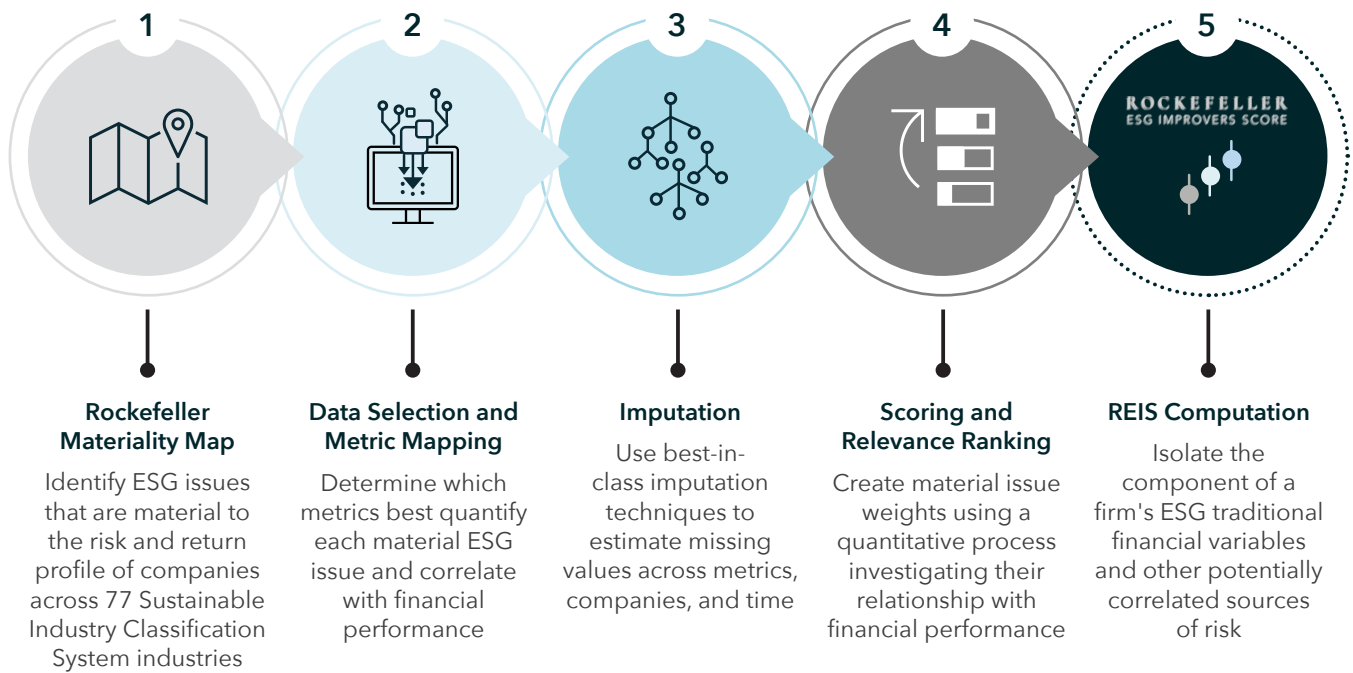 1
2
3
4
5
ROCKEFELLER
ESG IMPROVERS SCORE
Rockefeller
Materiality Map
Identify ESG issues
that are material to
the risk and return
profile of companies
across 77 Sustainable
Industry Classification
System industries
Data Selection and
Metric Mapping
Determine which
metrics best quantify
each material ESG
issue and correlate
with financial
performance
Imputation
Use best-in-
class imputation
techniques to
estimate missing
values across metrics,
companies, and time
Scoring and
Relevance Ranking
Create material issue
weights using a
quantitative process
investigating their
relationship with
financial performance
REIS Computation
Isolate the
component of a
firm's ESG traditional
financial variables
and other potentially
correlated sources
of risk